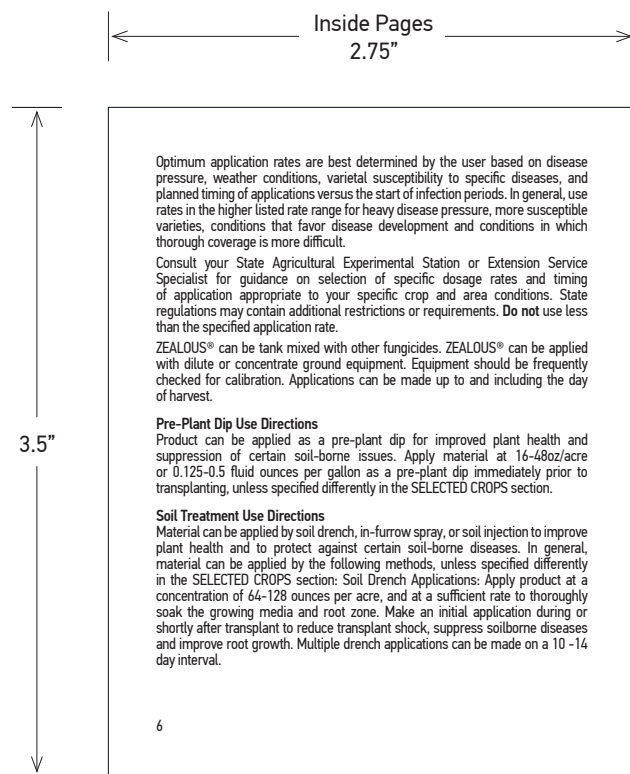 Inside Pages
2.75”
3.5”
Optimum application rates are best determined by the user based on disease
pressure, weather conditions, varietal susceptibility to specific diseases, and
planned timing of applications versus the start of infection periods. In general, use
rates in the higher listed rate range for heavy disease pressure, more susceptible
varieties, conditions that favor disease development and conditions in which
thorough coverage is more difficult.
Consult your State Agricultural Experimental Station or Extension Service
Specialist for guidance on selection of specific dosage rates and timing
of application appropriate to your specific crop and area conditions. State
regulations may contain additional restrictions or requirements. Do not use less
than the specified application rate.
ZEALOUS® can be tank mixed with other fungicides. ZEALOUS® can be applied
with dilute or concentrate ground equipment. Equipment should be frequently
checked for calibration. Applications can be made up to and including the day
of harvest.
Pre-Plant Dip Use Directions
Product can be applied as a pre-plant dip for improved plant health and
suppression of certain soil-borne issues. Apply material at 16-48oz/acre
or 0.125-0.5 fluid ounces per gallon as a pre-plant dip immediately prior to
transplanting, unless specified differently in the SELECTED CROPS section.
Soil Treatment Use Directions
Material can be applied by soil drench, in-furrow spray, or soil injection to improve
plant health and to protect against certain soil-borne diseases. In general,
material can be applied by the following methods, unless specified differently
in the SELECTED CROPS section: Soil Drench Applications: Apply product at a
concentration of 64-128 ounces per acre, and at a sufficient rate to thoroughly
soak the growing media and root zone. Make an initial application during or
shortly after transplant to reduce transplant shock, suppress soilborne diseases
and improve root growth. Multiple drench applications can be made on a 10 -14
day interval.
6